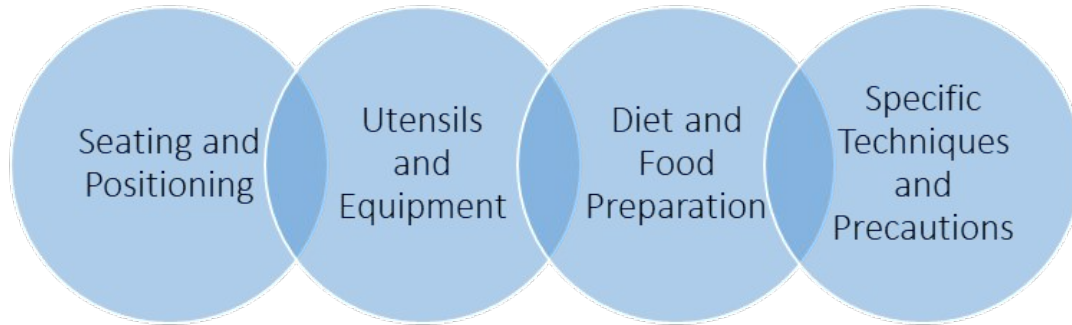 Seating and
Positioning
Utensils
and
Equipment
Diet and
Food
Preparation
Specific
Techniques
and
Precautions